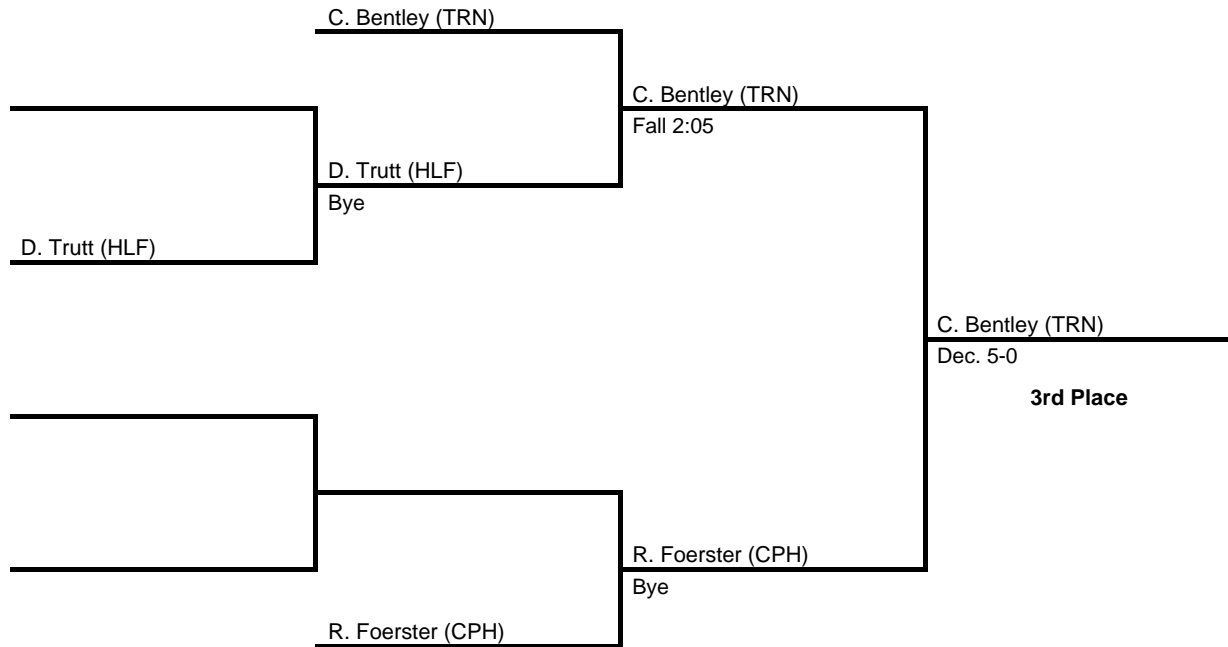 C. Bentley (TRN)
C. Bentley (TRN)
Fall 2:05
D. Trutt (HLF)
Bye
D. Trutt (HLF)
C. Bentley (TRN)
Dec. 5-0
3rd Place
R. Foerster (CPH)
Bye
R. Foerster (CPH)